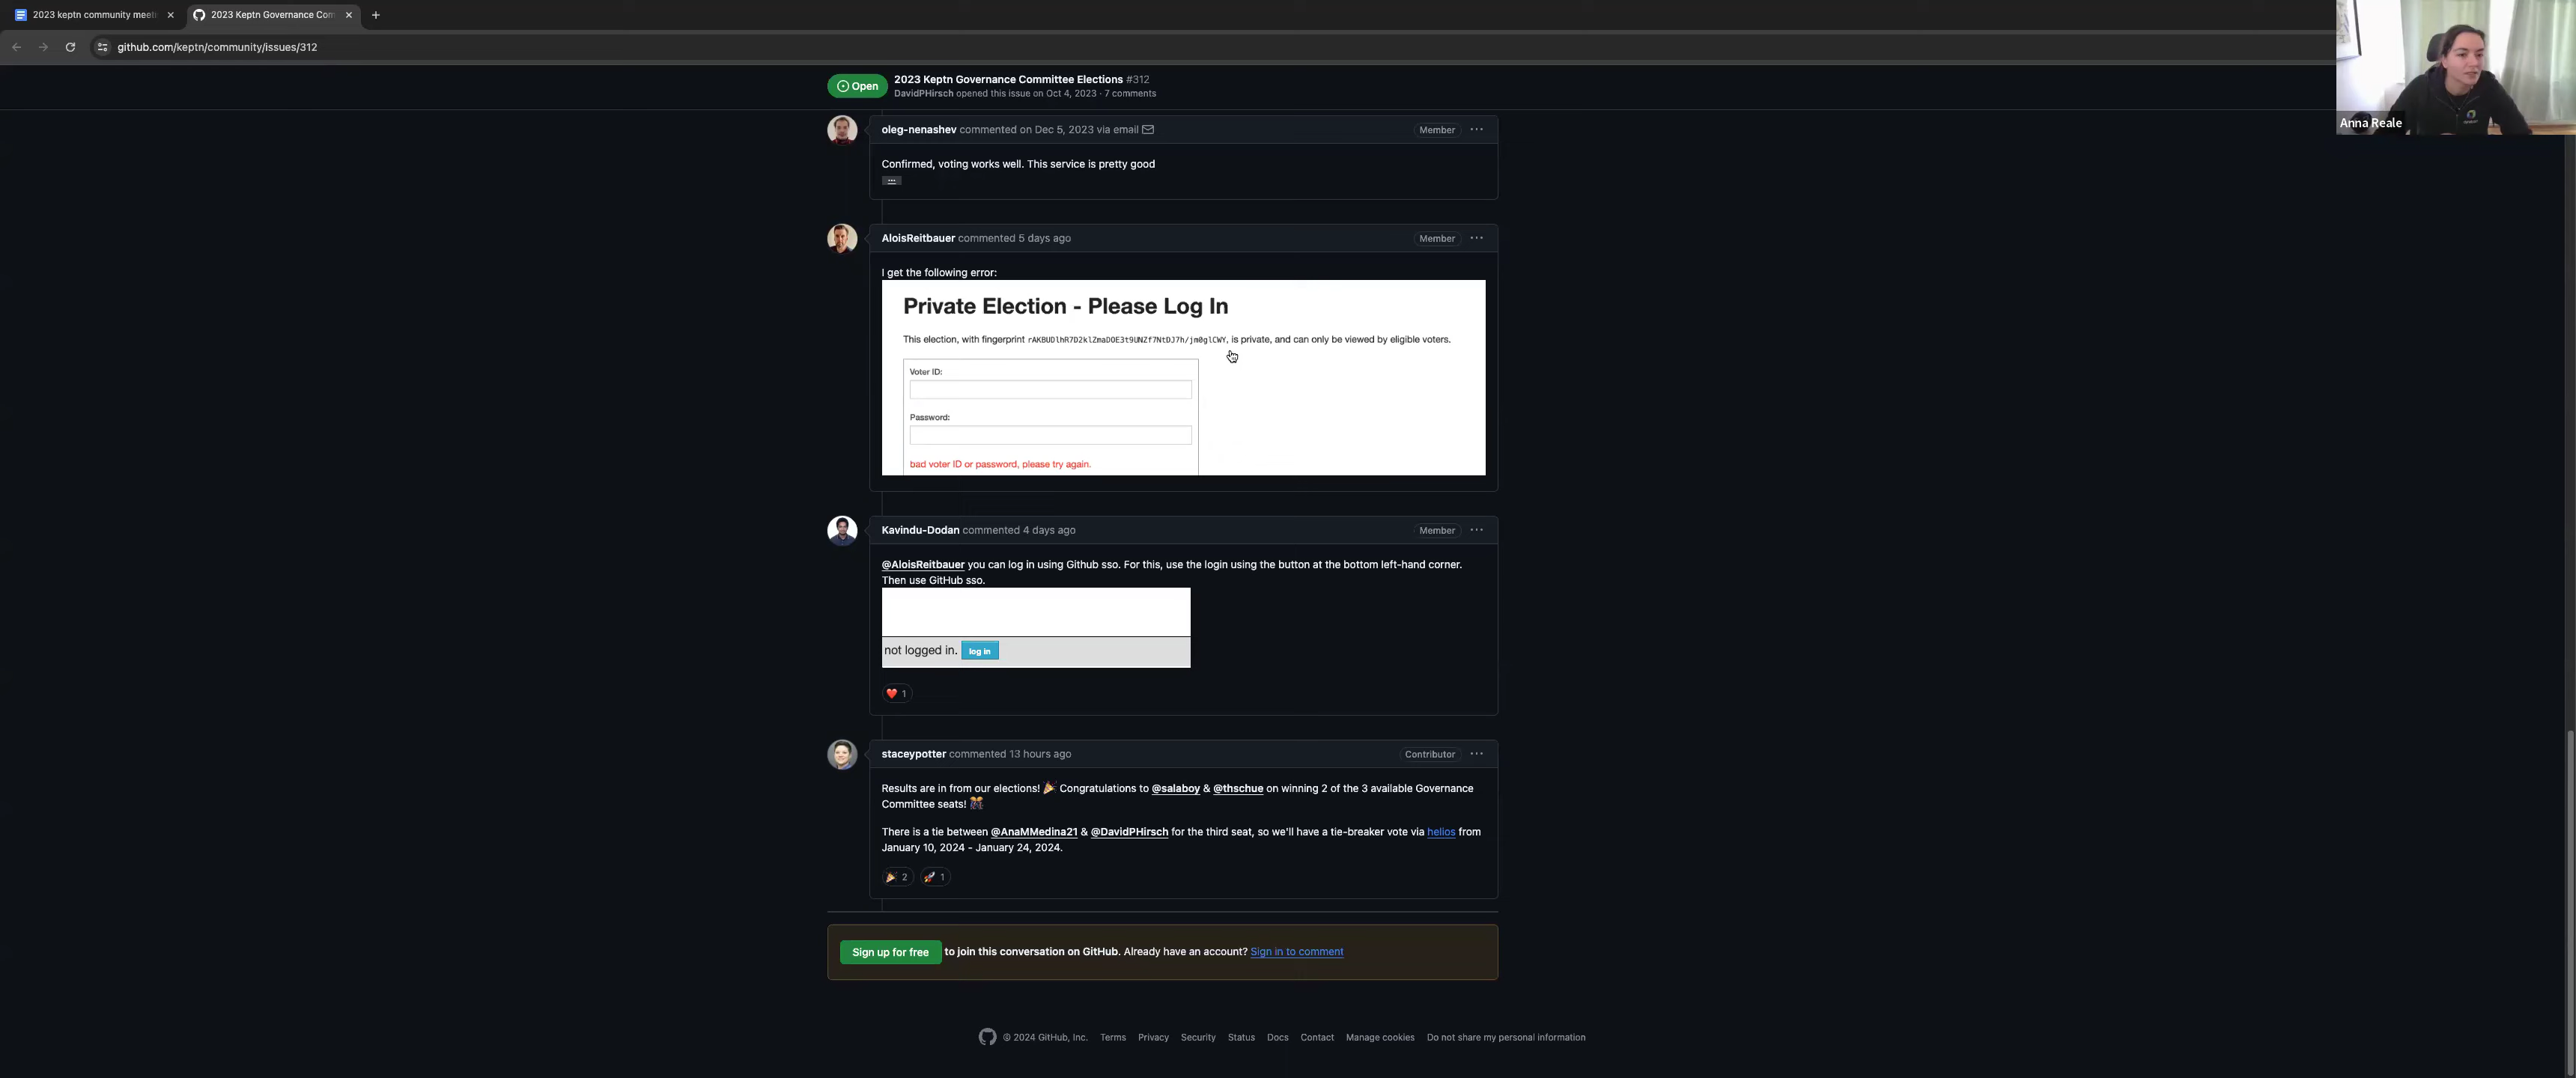 2023 keptn community meeti
2023 Keptn Governance Com
github.com/keptn/community/issues/312
Anna Reale
Open
2023 Keptn Governance Committee Elections #312
DavidPHirsch opened this issue on Oct 4, 2023 · 7 comments
oleg-nenashev commented on Dec 5, 2023 via email
Member
Confirmed, voting works well. This service is pretty good
AloisReitbauer commented 5 days ago
Member
I get the following error:
Private Election - Please Log In
This election, with fingerprint rAKBUDlhR7D2klZmaDOE3t9UNZf7NtDJ7h/jm0glCWY, is private, and can only be viewed by eligible voters.
Voter ID:
Password:
bad voter ID or password, please try again.
Kavindu-Dodan commented 4 days ago
Member
@AloisReitbauer you can log in using Github sso. For this, use the login using the button at the bottom left-hand corner.
Then use GitHub sso.
not logged in. log in
1
staceypotter commented 13 hours ago
Contributor
Results are in from our elections! 🎉 Congratulations to @salaboy & @thschue on winning 2 of the 3 available Governance
Committee seats! 🎊
There is a tie between @AnaMMedina21 & @DavidPHirsch for the third seat, so we'll have a tie-breaker vote via helios from
January 10, 2024 - January 24, 2024.
2 1
Sign up for free to join this conversation on GitHub. Already have an account? Sign in to comment
© 2024 GitHub, Inc. Terms Privacy Security Status Docs Contact Manage cookies Do not share my personal information